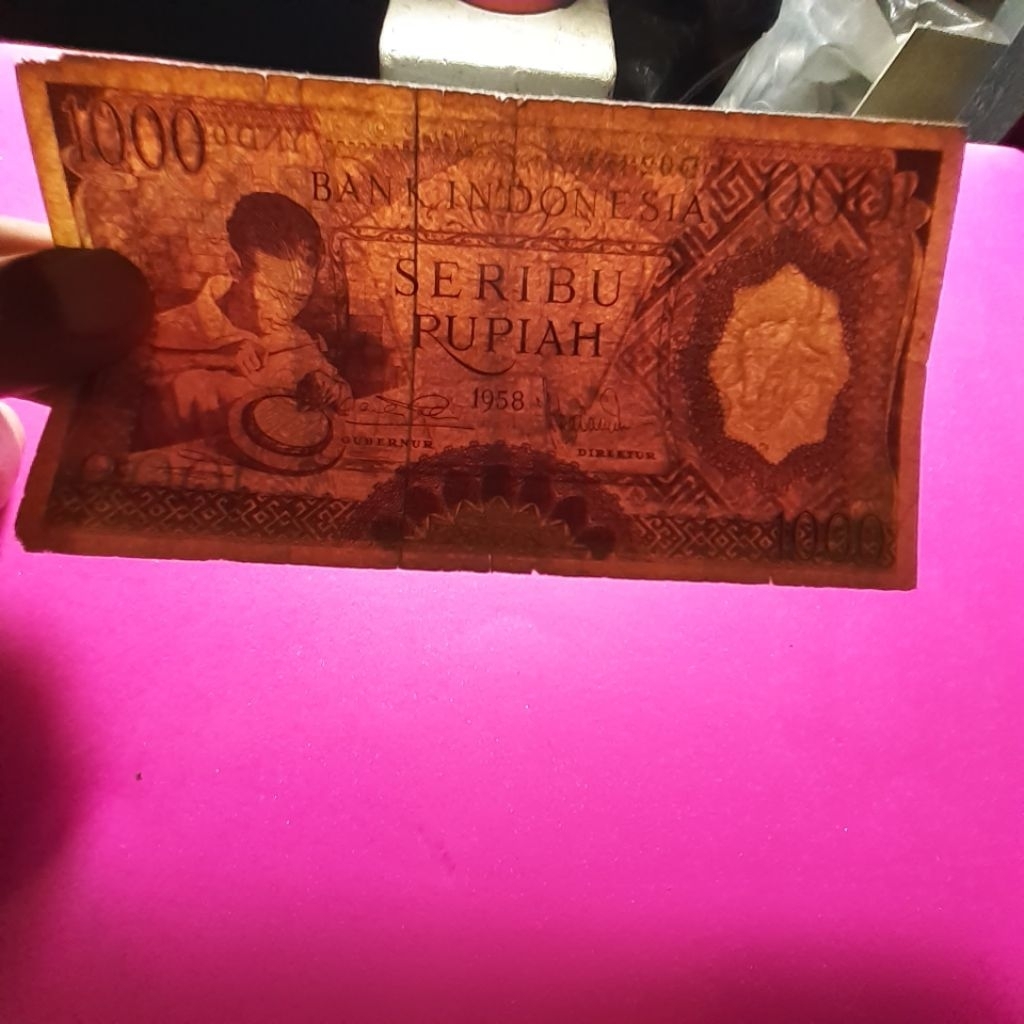 1000
BANK INDONESIA
SERIBU
RUPIAH
1958
GUBERNUR
DIREKTUR
1000